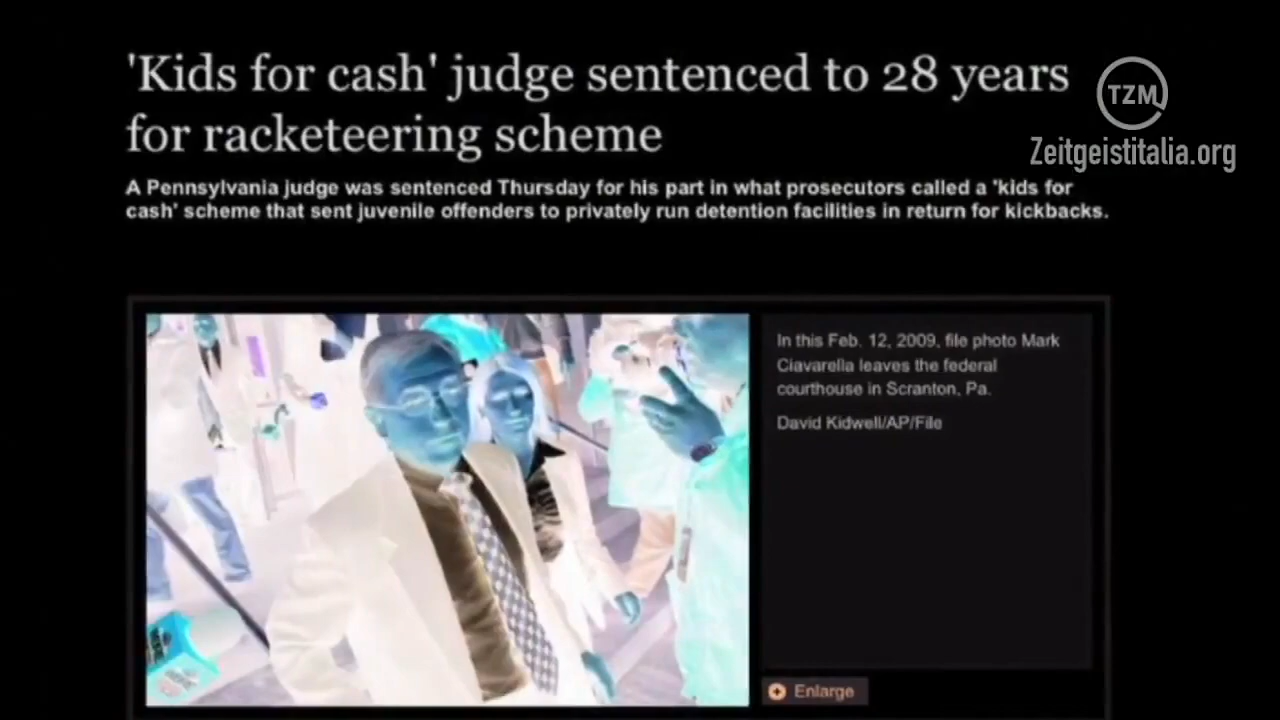 'Kids for cash' judge sentenced to 28 years
for racketeering scheme
TZM
Zeitgeistitalia.org
A Pennsylvania judge was sentenced Thursday for his part in what prosecutors called a 'kids for
cash' scheme that sent juvenile offenders to privately run detention facilities in return for kickbacks.
In this Feb. 12, 2009, file photo Mark
Ciavarella leaves the federal
courthouse in Scranton, Pa.
David Kidwell/AP/File
Enlarge